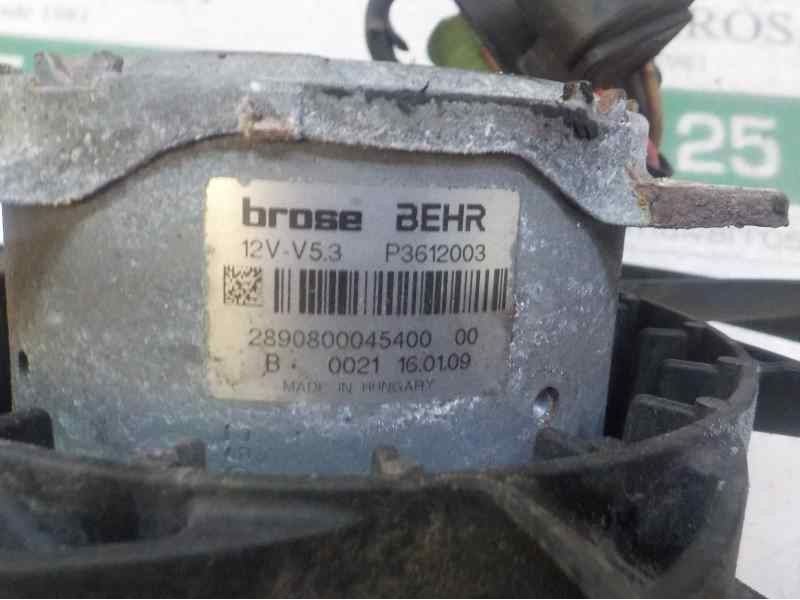 brose BEHR
12V-V5.3 P3612003
2890800045400 00
B. 0021 16.01.09
MADE IN HUNGARY
25